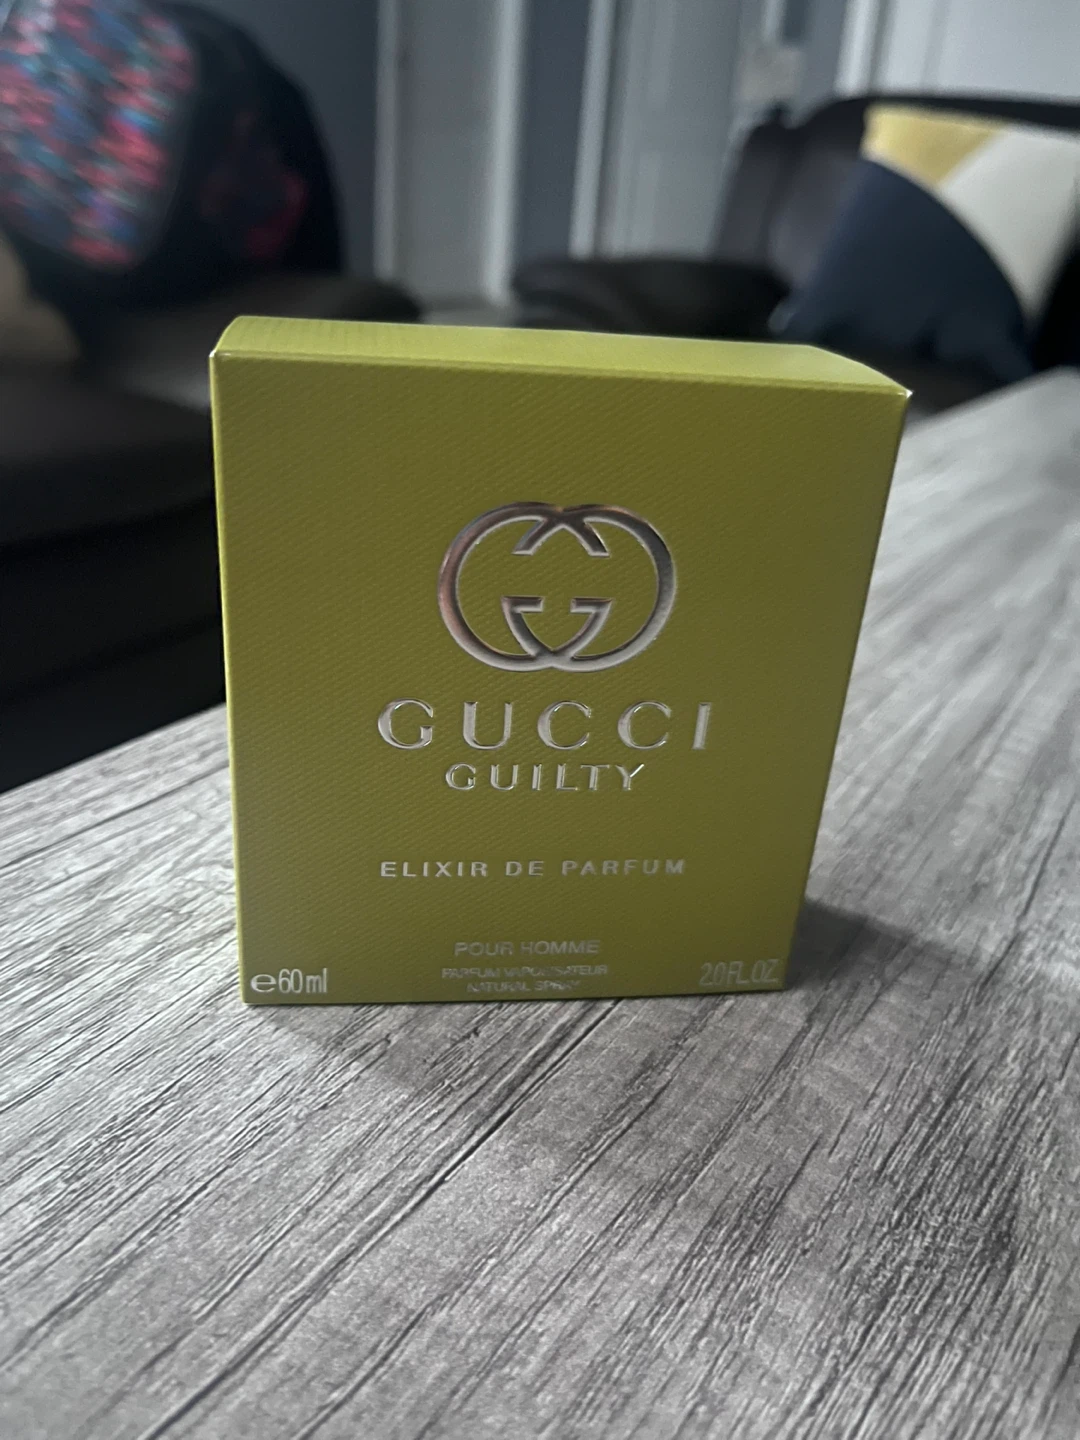 GUCCI
GUILTY
ELIXIR DE PARFUM
POUR HOMME
PARFUM VAPORISATEUR
NATURAL SPRAY
e60ml
2.0 FL OZ